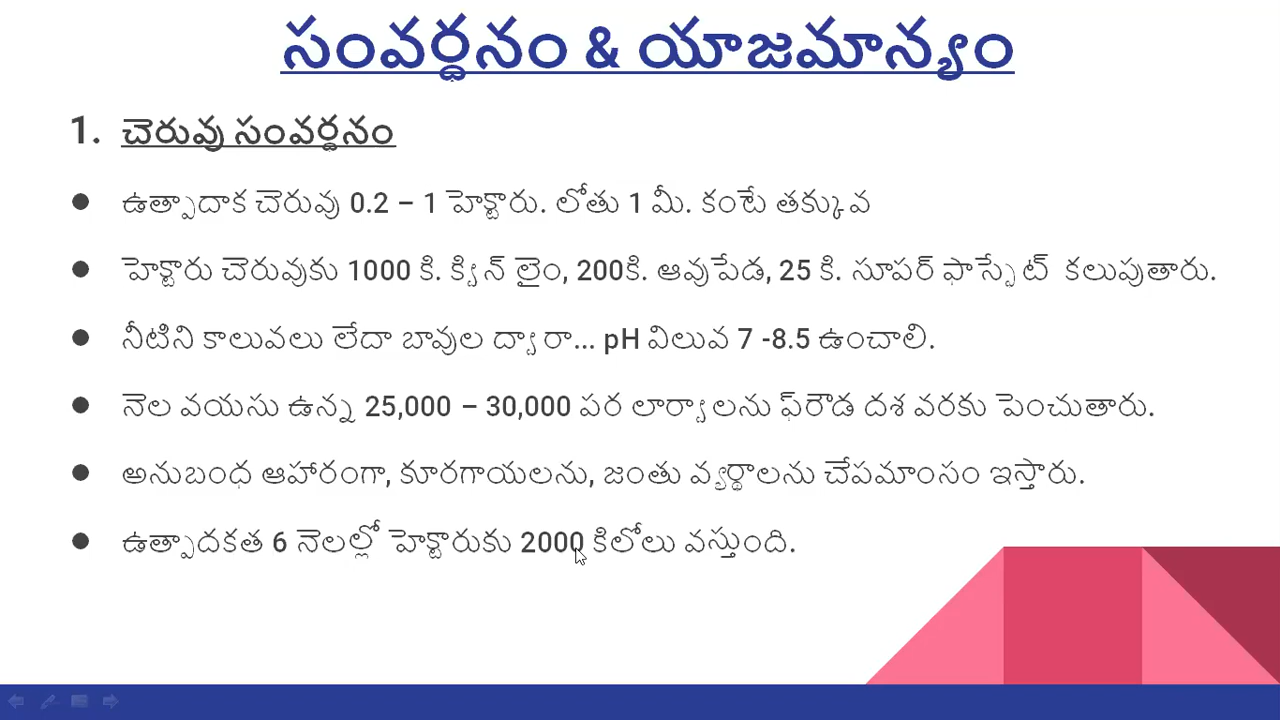 సంవర్ధనం & యాజమాన్యం
1. చెరువు సంవర్ధనం
● ఉత్పాదాక చెరువు 0.2 – 1 హెక్టారు. లోతు 1 మీ. కంటే తక్కువ
● హెక్టారు చెరువుకు 1000 కి. క్విన్ లైం, 200కి. ఆవుపేడ, 25 కి. సూపర్ ఫాస్పేట్ కలుపుతారు.
● నీటిని కాలువలు లేదా బావుల ద్వారా... pH విలువ 7 -8.5 ఉంచాలి.
● నెల వయసు ఉన్న 25,000 – 30,000 పర లార్వాలను ఫ్రౌడ దశ వరకు పెంచుతారు.
● అనుబంధ ఆహారంగా, కూరగాయలను, జంతు వ్యర్థాలను చేపమాంసం ఇస్తారు.
● ఉత్పాదకత 6 నెలల్లో హెక్టారుకు 2000 కిలోలు వస్తుంది.